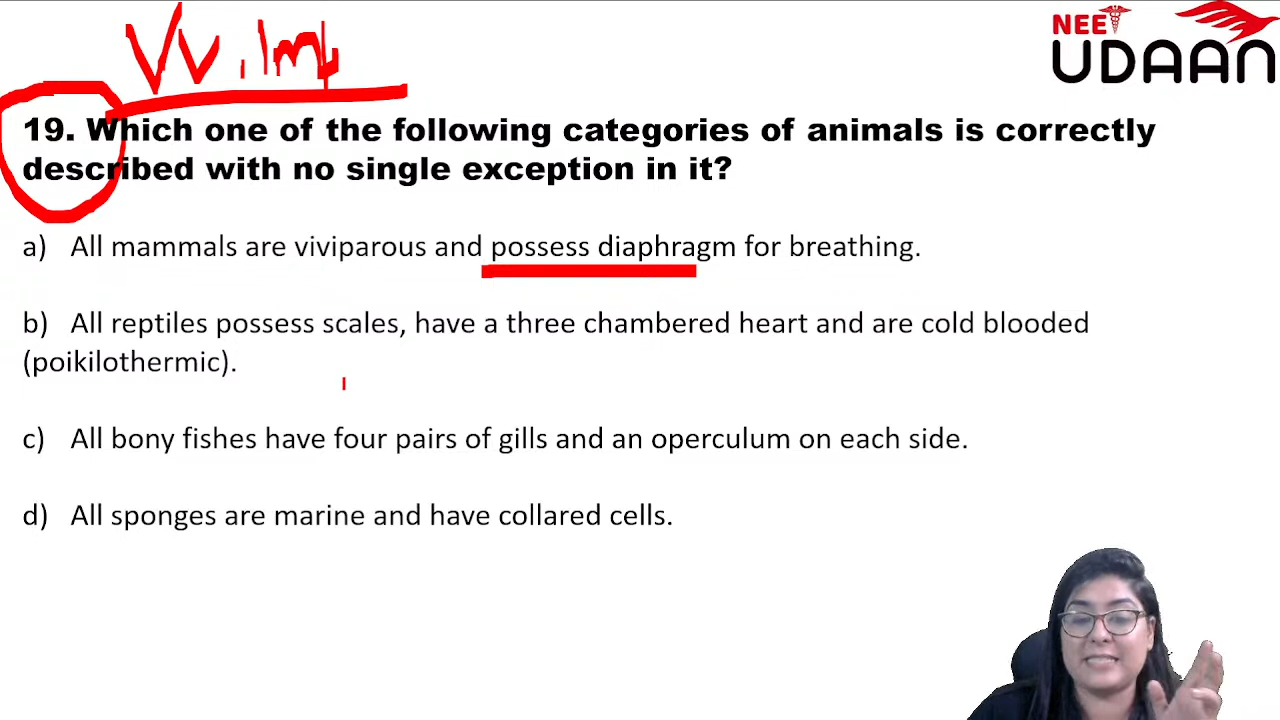 Vv. Imp
NEET
UDAAN
19. Which one of the following categories of animals is correctly
described with no single exception in it?
a) All mammals are viviparous and possess diaphragm for breathing.
b) All reptiles possess scales, have a three chambered heart and are cold blooded
(poikilothermic).
c) All bony fishes have four pairs of gills and an operculum on each side.
d) All sponges are marine and have collared cells.